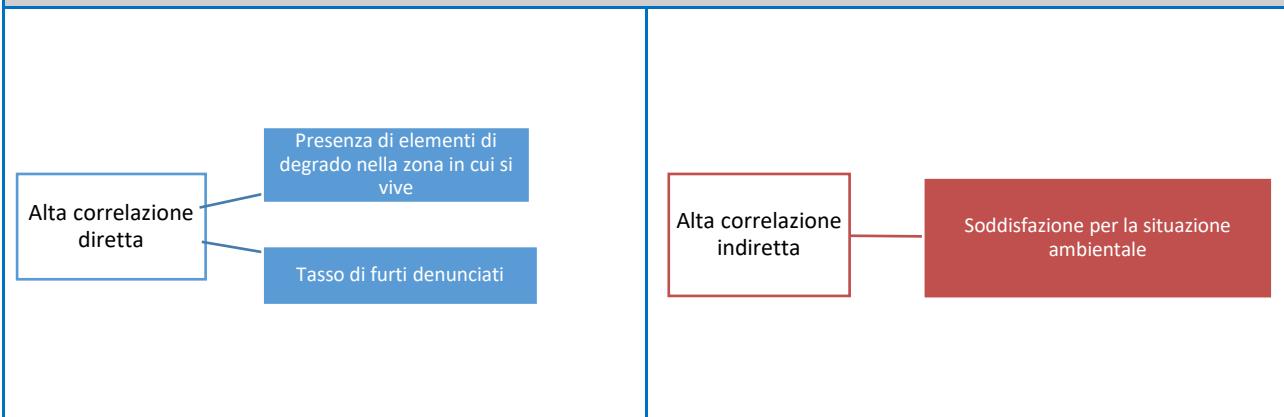 Alta correlazione
diretta
Presenza di elementi di
degrado nella zona in cui si
vive
Tasso di furti denunciati
Alta correlazione
indiretta
Soddisfazione per la situazione
ambientale